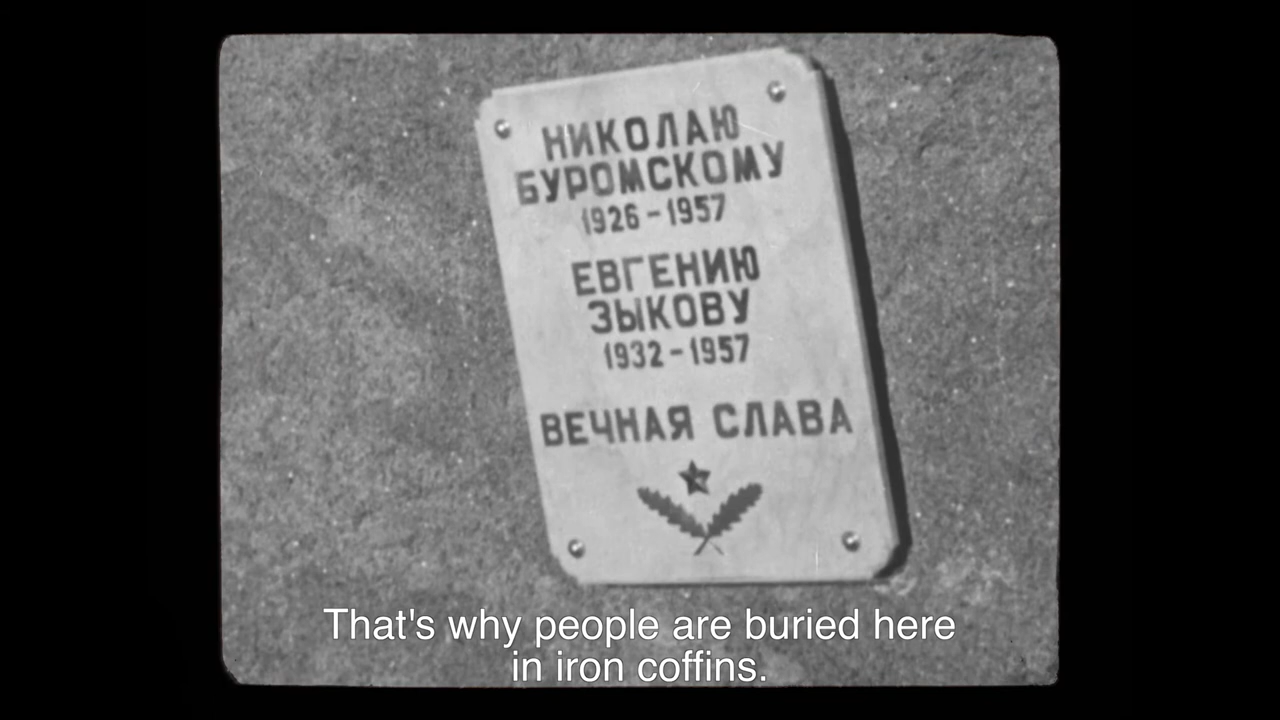 НИКОЛАЮ
БУРОМСКОМУ
1926 - 1957
ЕВГЕНИЮ
ЗЫКОВУ
1932 - 1957
ВЕЧНАЯ СЛАВА
That's why people are buried here
in iron coffins.